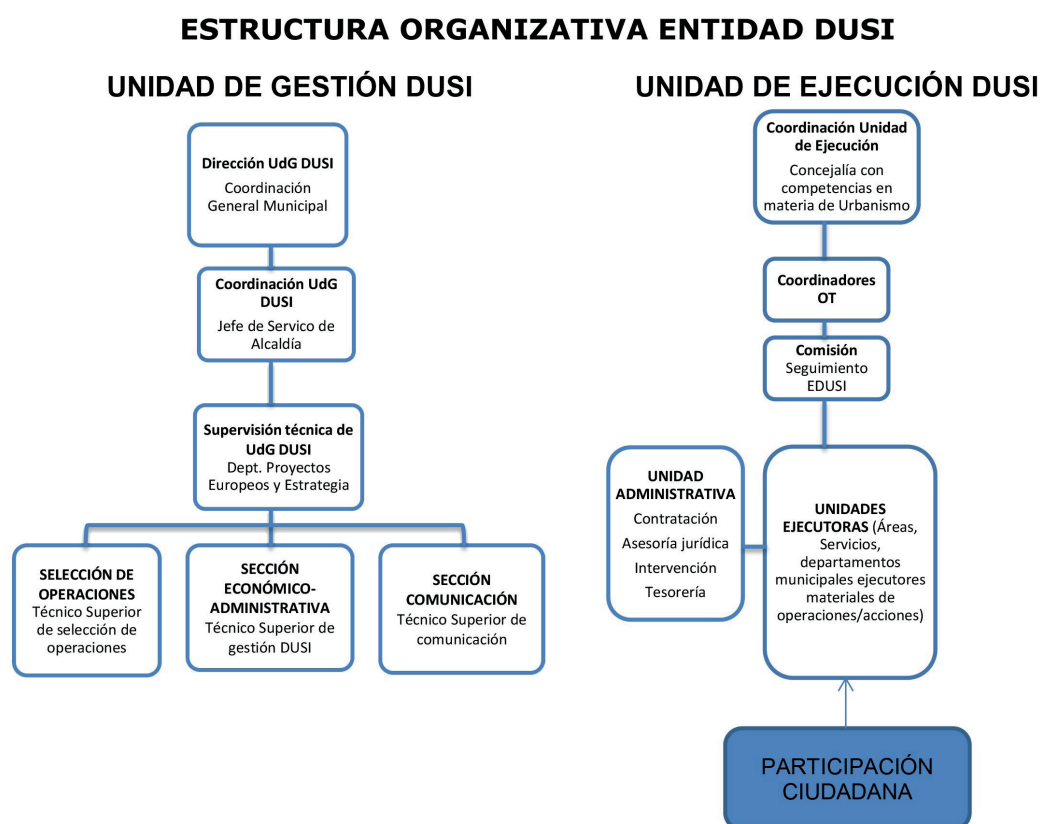 ESTRUCTURA ORGANIZATIVA ENTIDAD DUSI
UNIDAD DE GESTIÓN DUSI
Dirección UdG DUSI
Coordinación
General Municipal
Coordinación UdG
DUSI
Jefe de Servico de
Alcaldía
Supervisión técnica de
UdG DUSI
Dept. Proyectos
Europeos y Estrategia
SELECCIÓN DE
OPERACIONES
Técnico Superior
de selección de
operaciones
SECCIÓN
ECONÓMICO-
ADMINISTRATIVA
Técnico Superior de
gestión DUSI
SECCIÓN
COMUNICACIÓN
Técnico Superior de
comunicación
UNIDAD DE EJECUCIÓN DUSI
Coordinación Unidad
de Ejecución
Concejalía con
competencias en
materia de Urbanismo
Coordinadores
OT
Comisión
Seguimiento
EDUSI
UNIDAD
ADMINISTRATIVA
Contratación
Asesoría jurídica
Intervención
Tesorería
UNIDADES
EJECUTORAS (Áreas,
Servicios,
departamentos
municipales ejecutores
materiales de
operaciones/acciones)
PARTICIPACIÓN
CIUDADANA